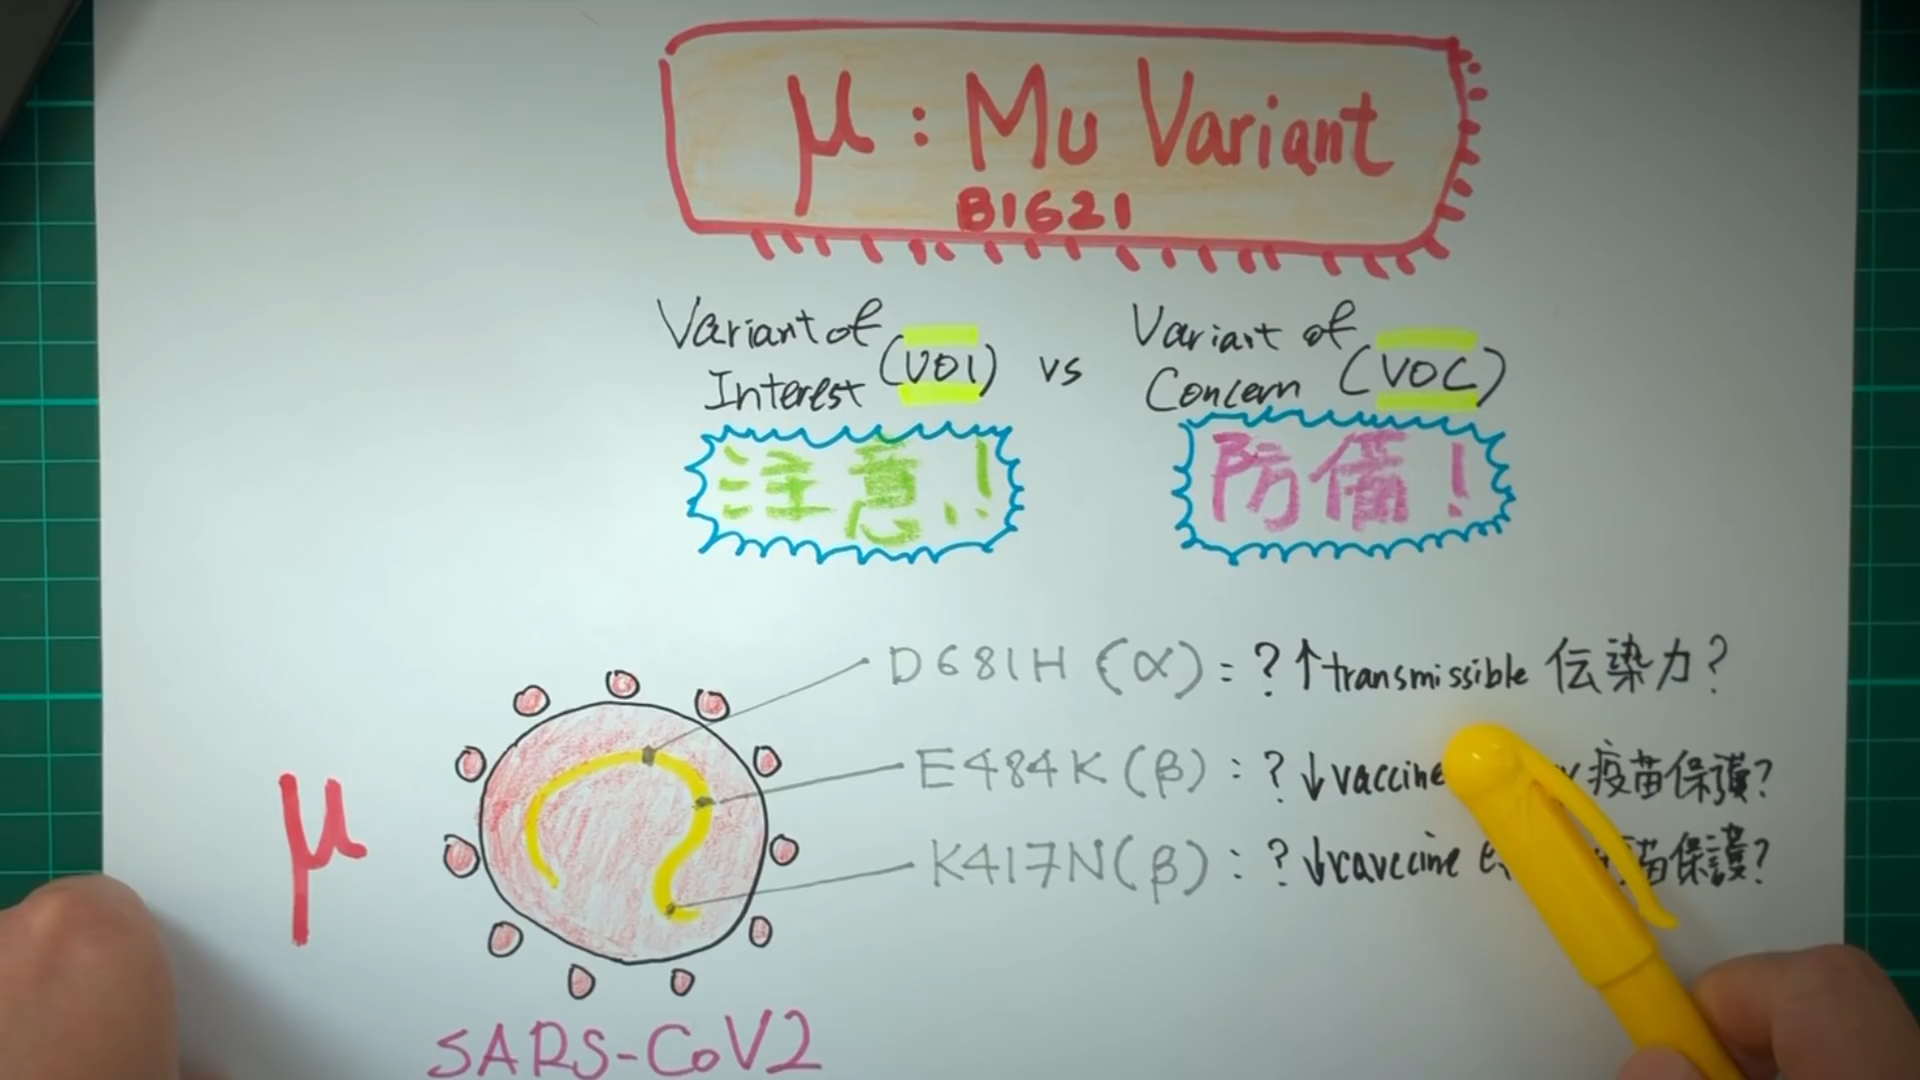 μ : Mu Variant
B1621
Variant of Interest (VOI) vs Variant of Concern (VOC)
注意!! 防備!
D681H (α) : ? ↑transmissible 伝染力?
E484K (β) : ? ↓vaccine 疫苗保護?
K417N (β) : ? ↓vavccine 苗保護?
μ
SARS-CoV2